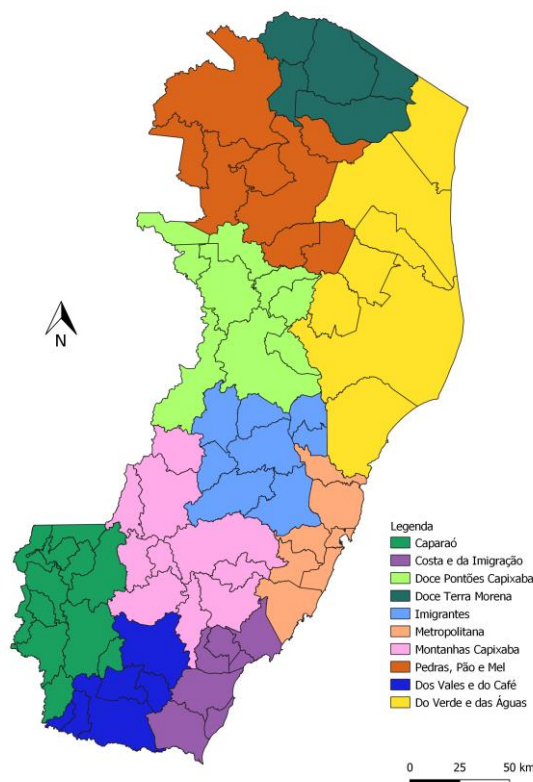 N
Legenda
Caparaó
Costa e da Imigração
Doce Pontões Capixaba
Doce Terra Morena
Imigrantes
Metropolitana
Montanhas Capixaba
Pedras, Pão e Mel
Dos Vales e do Café
Do Verde e das Águas
0 25 50 km